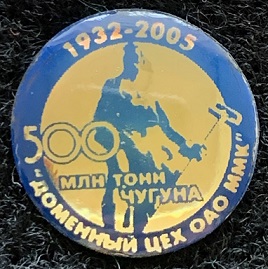 1932-2005
500
МЛН ТОНН
ЧУГУНА
"ДОМЕННЫЙ ЦЕХ ОАО ММК"